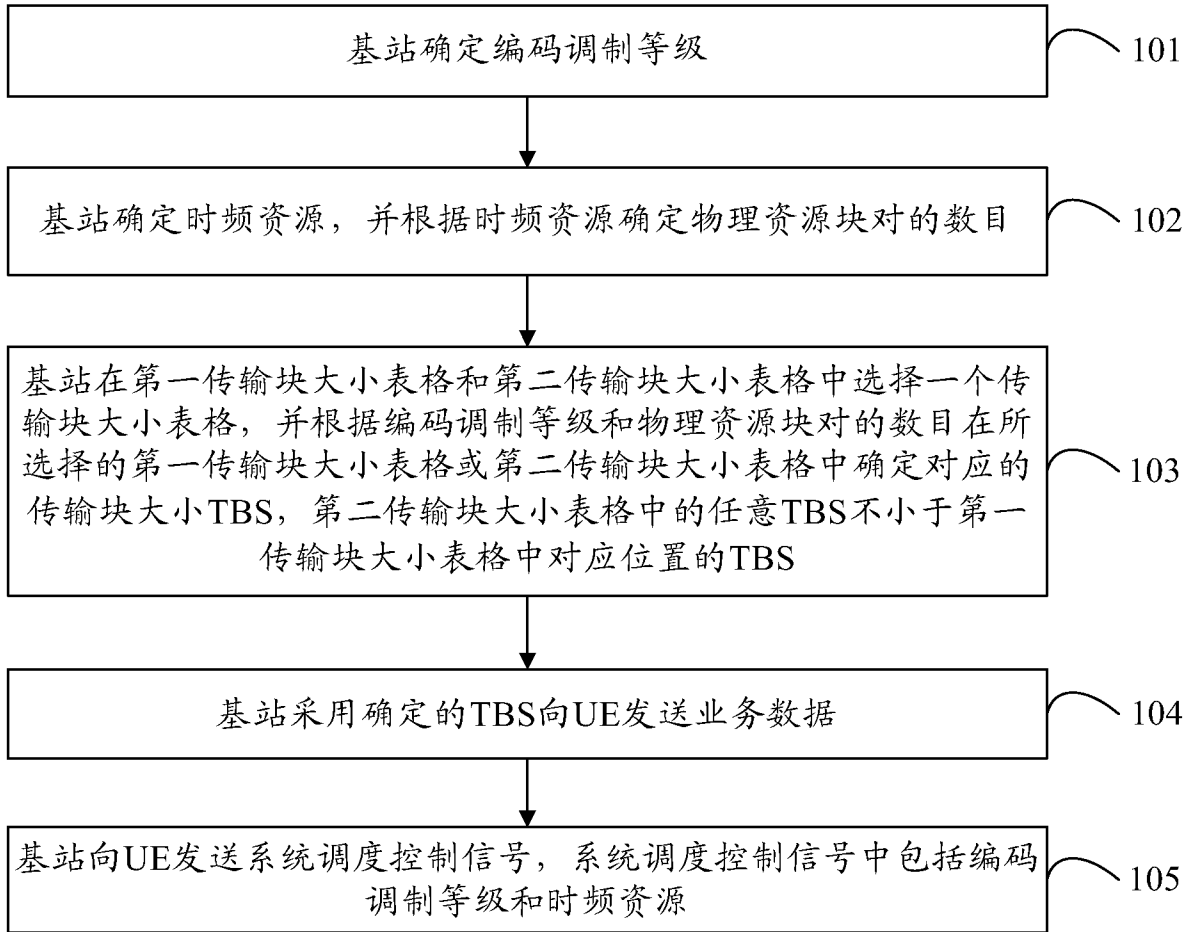 基站确定编码调制等级
101
基站确定时频资源，并根据时频资源确定物理资源块对的数目
102
基站在第一传输块大小表格和第二传输块大小表格中选择一个传
输块大小表格，并根据编码调制等级和物理资源块对的数目在所
选择的第一传输块大小表格或第二传输块大小表格中确定对应的
传输块大小TBS，第二传输块大小表格中的任意TBS不小于第一
传输块大小表格中对应位置的TBS
103
基站采用确定的TBS向UE发送业务数据
104
基站向UE发送系统调度控制信号，系统调度控制信号中包括编码
调制等级和时频资源
105